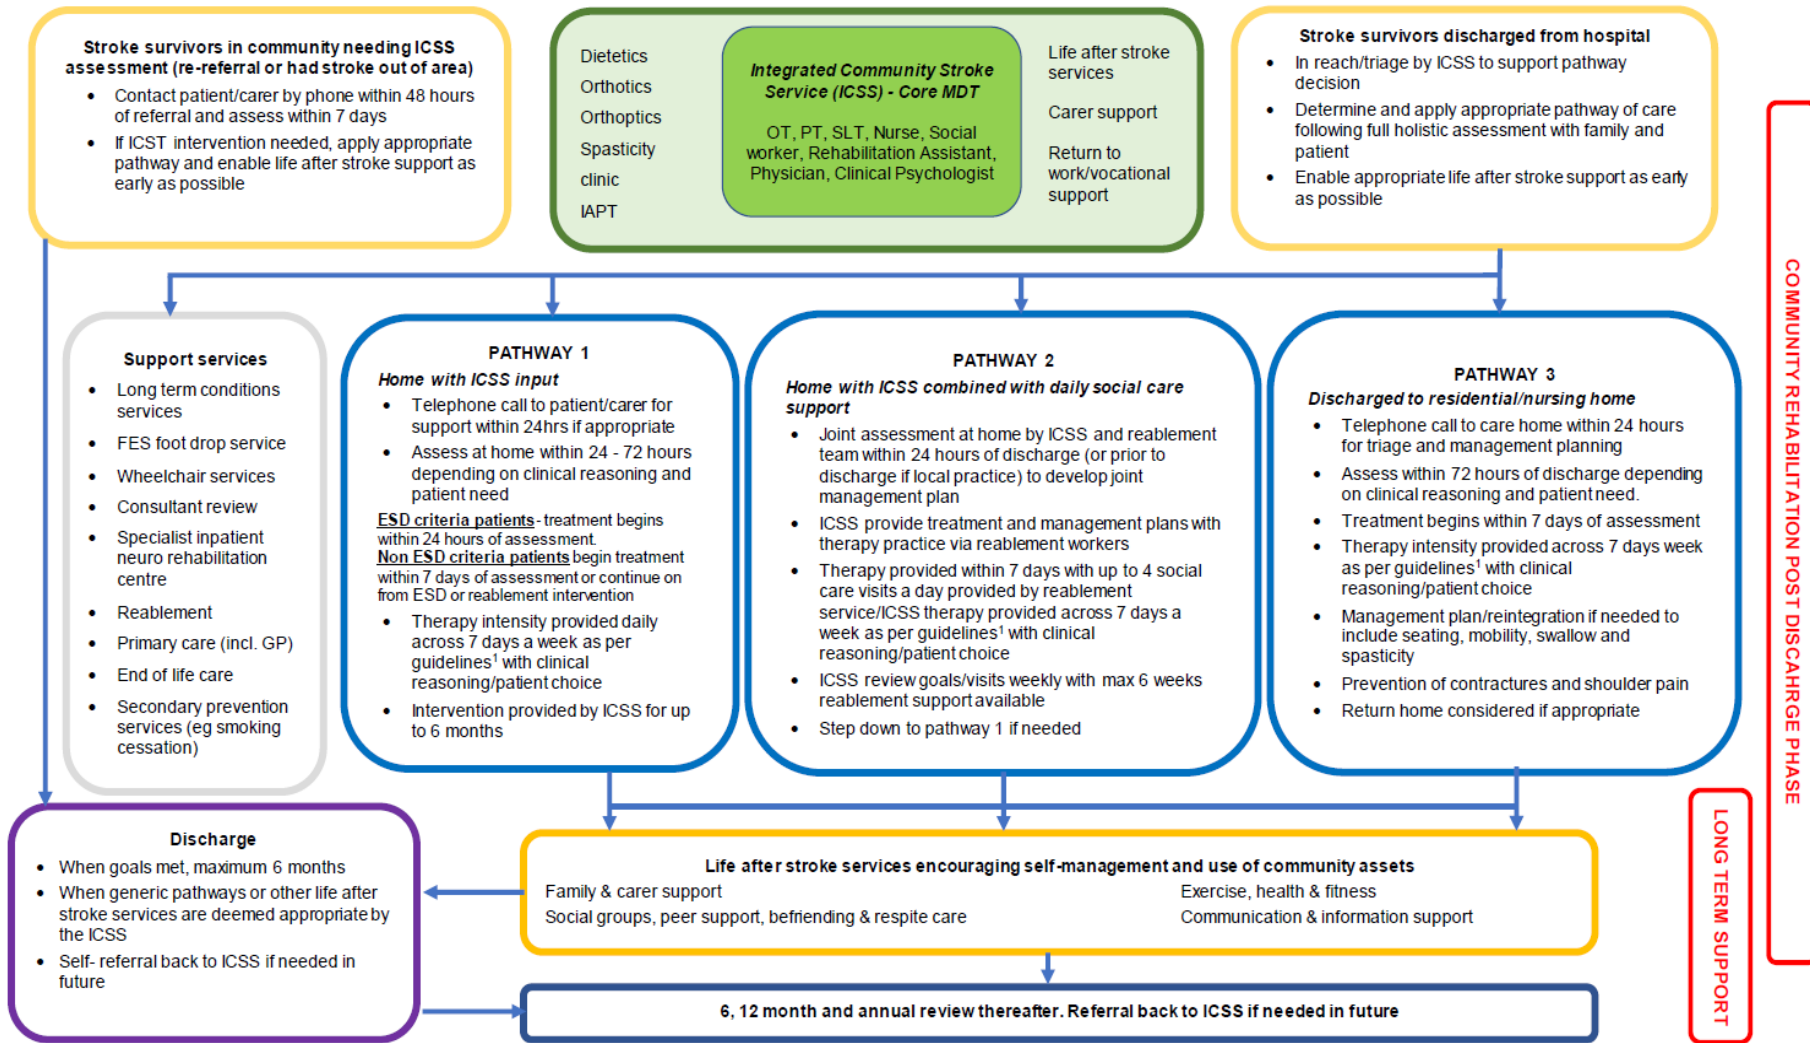 Stroke survivors in community needing ICSS
assessment (re-referral or had stroke out of area)
• Contact patient/carer by phone within 48 hours
of referral and assess within 7 days
• If ICST intervention needed, apply appropriate
pathway and enable life after stroke support as
early as possible
Dietetics
Orthotics
Orthoptics
Spasticity
clinic
IAPT
Integrated Community Stroke
Service (ICSS) - Core MDT
OT, PT, SLT, Nurse, Social
worker, Rehabilitation Assistant,
Physician, Clinical Psychologist
Life after stroke
services
Carer support
Return to
work/vocational
support
Stroke survivors discharged from hospital
• In reach/triage by ICSS to support pathway
decision
• Determine and apply appropriate pathway of care
following full holistic assessment with family and
patient
• Enable appropriate life after stroke support as early
as possible
Support services
• Long term conditions
services
• FES foot drop service
• Wheelchair services
• Consultant review
• Specialist inpatient
neuro rehabilitation
centre
• Reablement
• Primary care (incl. GP)
• End of life care
• Secondary prevention
services (eg smoking
cessation)
PATHWAY 1
Home with ICSS input
• Telephone call to patient/carer for
support within 24hrs if appropriate
• Assess at home within 24 - 72 hours
depending on clinical reasoning and
patient need
ESD criteria patients - treatment begins
within 24 hours of assessment.
Non ESD criteria patients begin treatment
within 7 days of assessment or continue on
from ESD or reablement intervention
• Therapy intensity provided daily
across 7 days a week as per
guidelines¹ with clinical
reasoning/patient choice
• Intervention provided by ICSS for up
to 6 months
PATHWAY 2
Home with ICSS combined with daily social care
support
• Joint assessment at home by ICSS and reablement
team within 24 hours of discharge (or prior to
discharge if local practice) to develop joint
management plan
• ICSS provide treatment and management plans with
therapy practice via reablement workers
• Therapy provided within 7 days with up to 4 social
care visits a day provided by reablement
service/ICSS therapy provided across 7 days a
week as per guidelines¹ with clinical
reasoning/patient choice
• ICSS review goals/visits weekly with max 6 weeks
reablement support available
• Step down to pathway 1 if needed
PATHWAY 3
Discharged to residential/nursing home
• Telephone call to care home within 24 hours
for triage and management planning
• Assess within 72 hours of discharge depending
on clinical reasoning and patient need.
• Treatment begins within 7 days of assessment
• Therapy intensity provided across 7 days week
as per guidelines¹ with clinical
reasoning/patient choice
• Management plan/reintegration if needed to
include seating, mobility, swallow and
spasticity
• Prevention of contractures and shoulder pain
• Return home considered if appropriate
COMMUNITY REHABILITATION POST DISCAHRGE PHASE
Discharge
• When goals met, maximum 6 months
• When generic pathways or other life after
stroke services are deemed appropriate by
the ICSS
• Self- referral back to ICSS if needed in
future
Life after stroke services encouraging self-management and use of community assets
Family & carer support
Exercise, health & fitness
Social groups, peer support, befriending & respite care
Communication & information support
LONG TERM SUPPORT
6, 12 month and annual review thereafter. Referral back to ICSS if needed in future